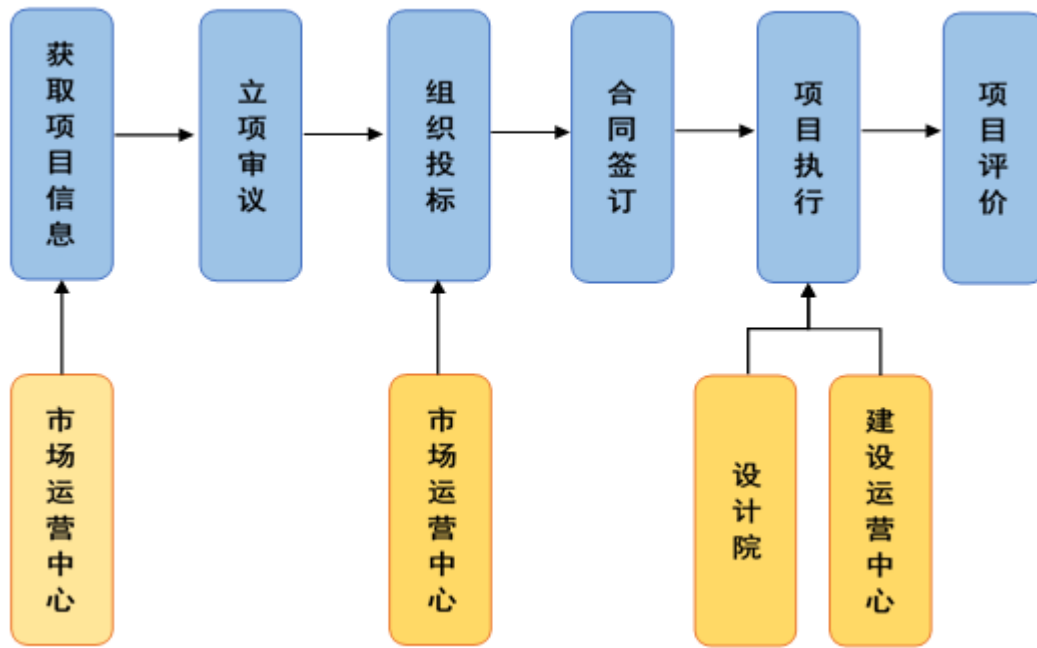 获取项目信息
立项审议
组织投标
合同签订
项目执行
项目评价
市场运营中心
市场运营中心
设计院
建设运营中心